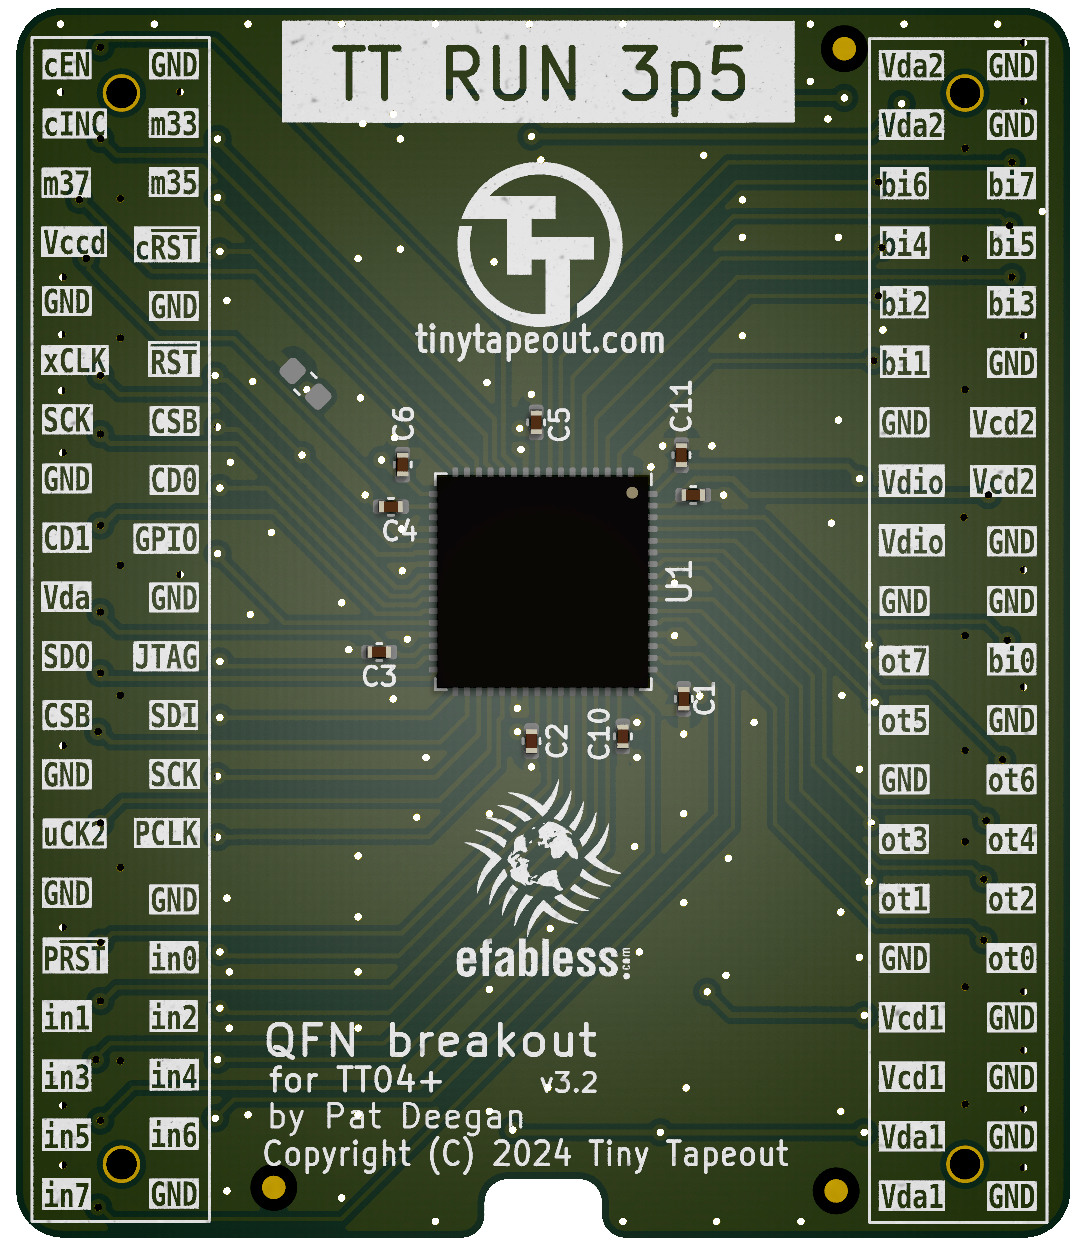 TT RUN 3p5
cEN GND
cINC m33
m37 m35
Vccd cRST
GND GND
xCLK RST
SCK CSB
GND CD0
CD1 GPIO
Vda GND
SDO JTAG
CSB SDI
GND SCK
uCK2 PCLK
GND GND
PRST in0
in1 in2
in3 in4
in5 in6
in7 GND
tinytapeout.com
C6
C5
C11
C4
U1
C3
C1
C2
C10
efabless.com
QFN breakout
for TT04+ v3.2
by Pat Deegan
Copyright (C) 2024 Tiny Tapeout
Vda2 GND
Vda2 GND
bi6 bi7
bi4 bi5
bi2 bi3
bi1 GND
GND Vcd2
Vdio Vcd2
Vdio GND
GND GND
ot7 bi0
ot5 GND
GND ot6
ot3 ot4
ot1 ot2
GND ot0
Vcd1 GND
Vcd1 GND
Vda1 GND
Vda1 GND